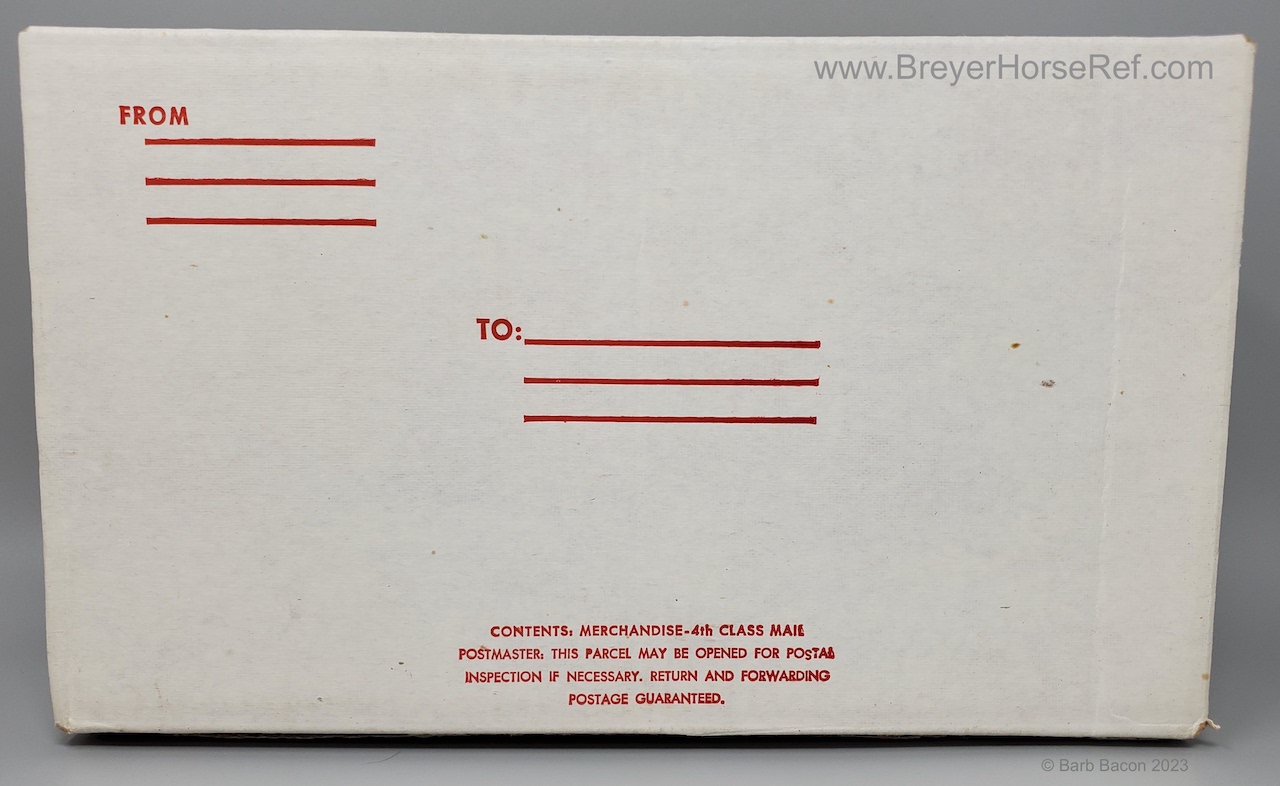 www.BreyerHorseRef.com
FROM
TO:
CONTENTS: MERCHANDISE-4th CLASS MAIL
POSTMASTER: THIS PARCEL MAY BE OPENED FOR POSTAL
INSPECTION IF NECESSARY. RETURN AND FORWARDING
POSTAGE GUARANTEED.
© Barb Bacon 2023